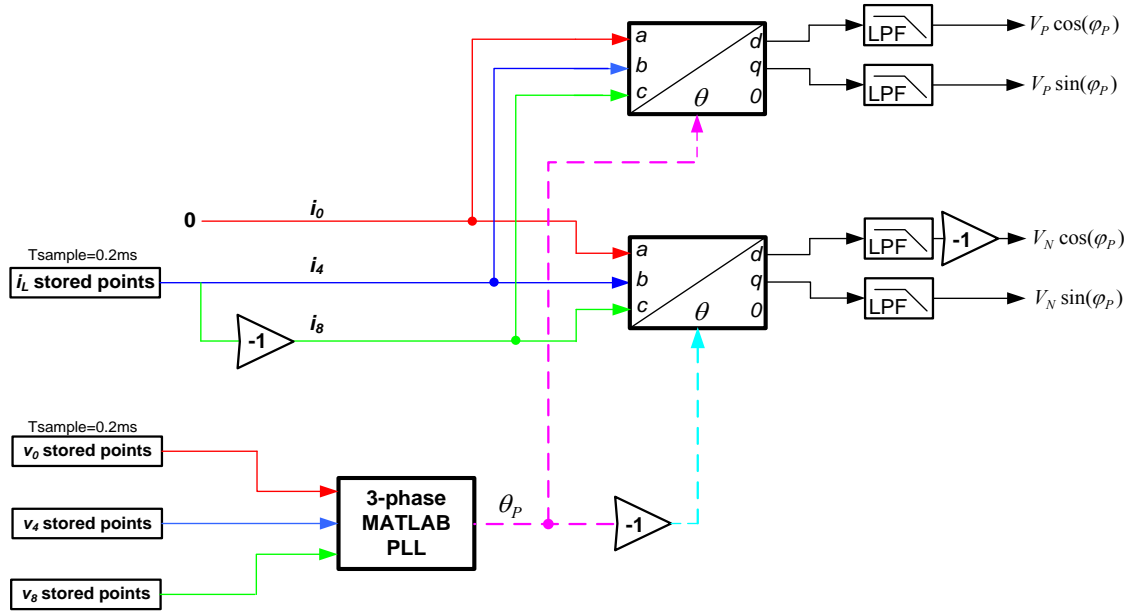 a
b
c
d
q
0
θ
LPF
V_P cos(φ_P)
LPF
V_P sin(φ_P)
0
i_0
Tsample=0.2ms
i_L stored points
i_4
-1
i_8
a
b
c
d
q
0
θ
LPF
-1
V_N cos(φ_P)
LPF
V_N sin(φ_P)
Tsample=0.2ms
v_0 stored points
v_4 stored points
v_8 stored points
3-phase
MATLAB
PLL
θ_P
-1